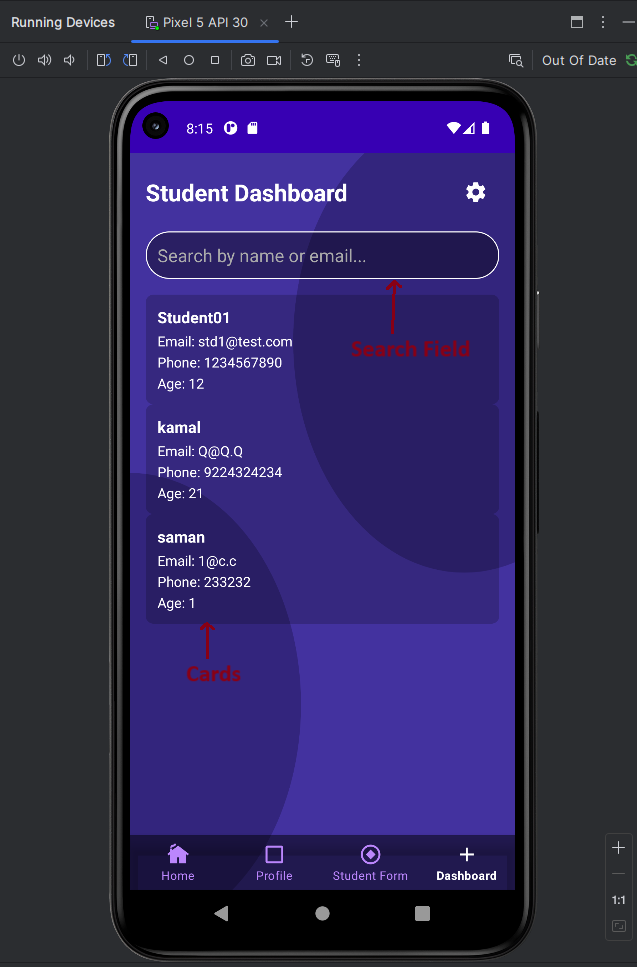 Running Devices
Pixel 5 API 30
Out Of Date
8:15
Student Dashboard
Search by name or email...
Search Field
Student01
Email: std1@test.com
Phone: 1234567890
Age: 12
kamal
Email: Q@Q.Q
Phone: 9224324234
Age: 21
saman
Email: 1@c.c
Phone: 233232
Age: 1
Cards
Home
Profile
Student Form
Dashboard
1:1